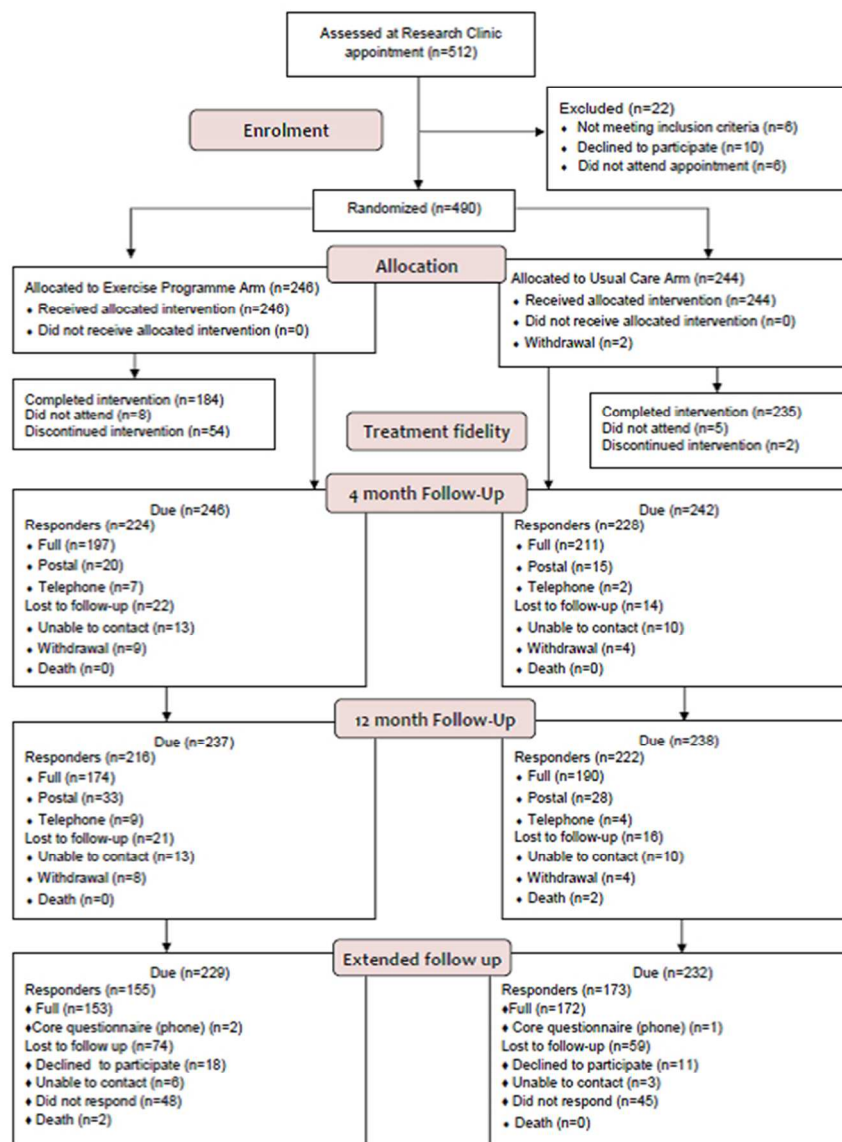 Assessed at Research Clinic
appointment (n=512)
Enrolment
Excluded (n=22)
♦ Not meeting inclusion criteria (n=6)
♦ Declined to participate (n=10)
♦ Did not attend appointment (n=6)
Randomized (n=490)
Allocation
Allocated to Exercise Programme Arm (n=246)
♦ Received allocated intervention (n=246)
♦ Did not receive allocated intervention (n=0)
Allocated to Usual Care Arm (n=244)
♦ Received allocated intervention (n=244)
♦ Did not receive allocated intervention (n=0)
♦ Withdrawal (n=2)
Completed intervention (n=184)
Did not attend (n=8)
Discontinued intervention (n=54)
Completed intervention (n=235)
Did not attend (n=5)
Discontinued intervention (n=2)
Treatment fidelity
4 month Follow-Up
Due (n=246)
Responders (n=224)
♦ Full (n=197)
♦ Postal (n=20)
♦ Telephone (n=7)
Lost to follow-up (n=22)
♦ Unable to contact (n=13)
♦ Withdrawal (n=9)
♦ Death (n=0)
Due (n=242)
Responders (n=228)
♦ Full (n=211)
♦ Postal (n=15)
♦ Telephone (n=2)
Lost to follow-up (n=14)
♦ Unable to contact (n=10)
♦ Withdrawal (n=4)
♦ Death (n=0)
12 month Follow-Up
Due (n=237)
Responders (n=216)
♦ Full (n=174)
♦ Postal (n=33)
♦ Telephone (n=9)
Lost to follow-up (n=21)
♦ Unable to contact (n=13)
♦ Withdrawal (n=8)
♦ Death (n=0)
Due (n=238)
Responders (n=222)
♦ Full (n=190)
♦ Postal (n=28)
♦ Telephone (n=4)
Lost to follow-up (n=16)
♦ Unable to contact (n=10)
♦ Withdrawal (n=4)
♦ Death (n=2)
Extended follow up
Due (n=229)
Responders (n=155)
♦ Full (n=153)
♦Core questionnaire (phone) (n=2)
Lost to follow up (n=74)
♦ Declined to participate (n=18)
♦ Unable to contact (n=6)
♦ Did not respond (n=48)
♦ Death (n=2)
Due (n=232)
Responders (n=173)
♦Full (n=172)
♦ Core questionnaire (phone) (n=1)
Lost to follow-up (n=59)
♦ Declined to participate (n=11)
♦ Unable to contact (n=3)
♦ Did not respond (n=45)
♦ Death (n=0)